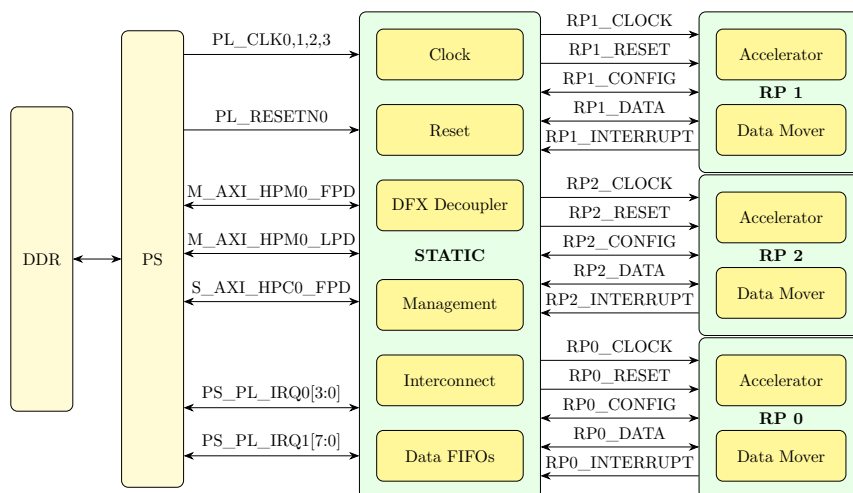 DDR
PS
PL_CLK0,1,2,3
PL_RESETN0
M_AXI_HPM0_FPD
M_AXI_HPM0_LPD
S_AXI_HPC0_FPD
PS_PL_IRQ0[3:0]
PS_PL_IRQ1[7:0]
Clock
Reset
DFX Decoupler
STATIC
Management
Interconnect
Data FIFOs
RP1_CLOCK
RP1_RESET
RP1_CONFIG
RP1_DATA
RP1_INTERRUPT
Accelerator
RP 1
Data Mover
RP2_CLOCK
RP2_RESET
RP2_CONFIG
RP2_DATA
RP2_INTERRUPT
Accelerator
RP 2
Data Mover
RP0_CLOCK
RP0_RESET
RP0_CONFIG
RP0_DATA
RP0_INTERRUPT
Accelerator
RP 0
Data Mover